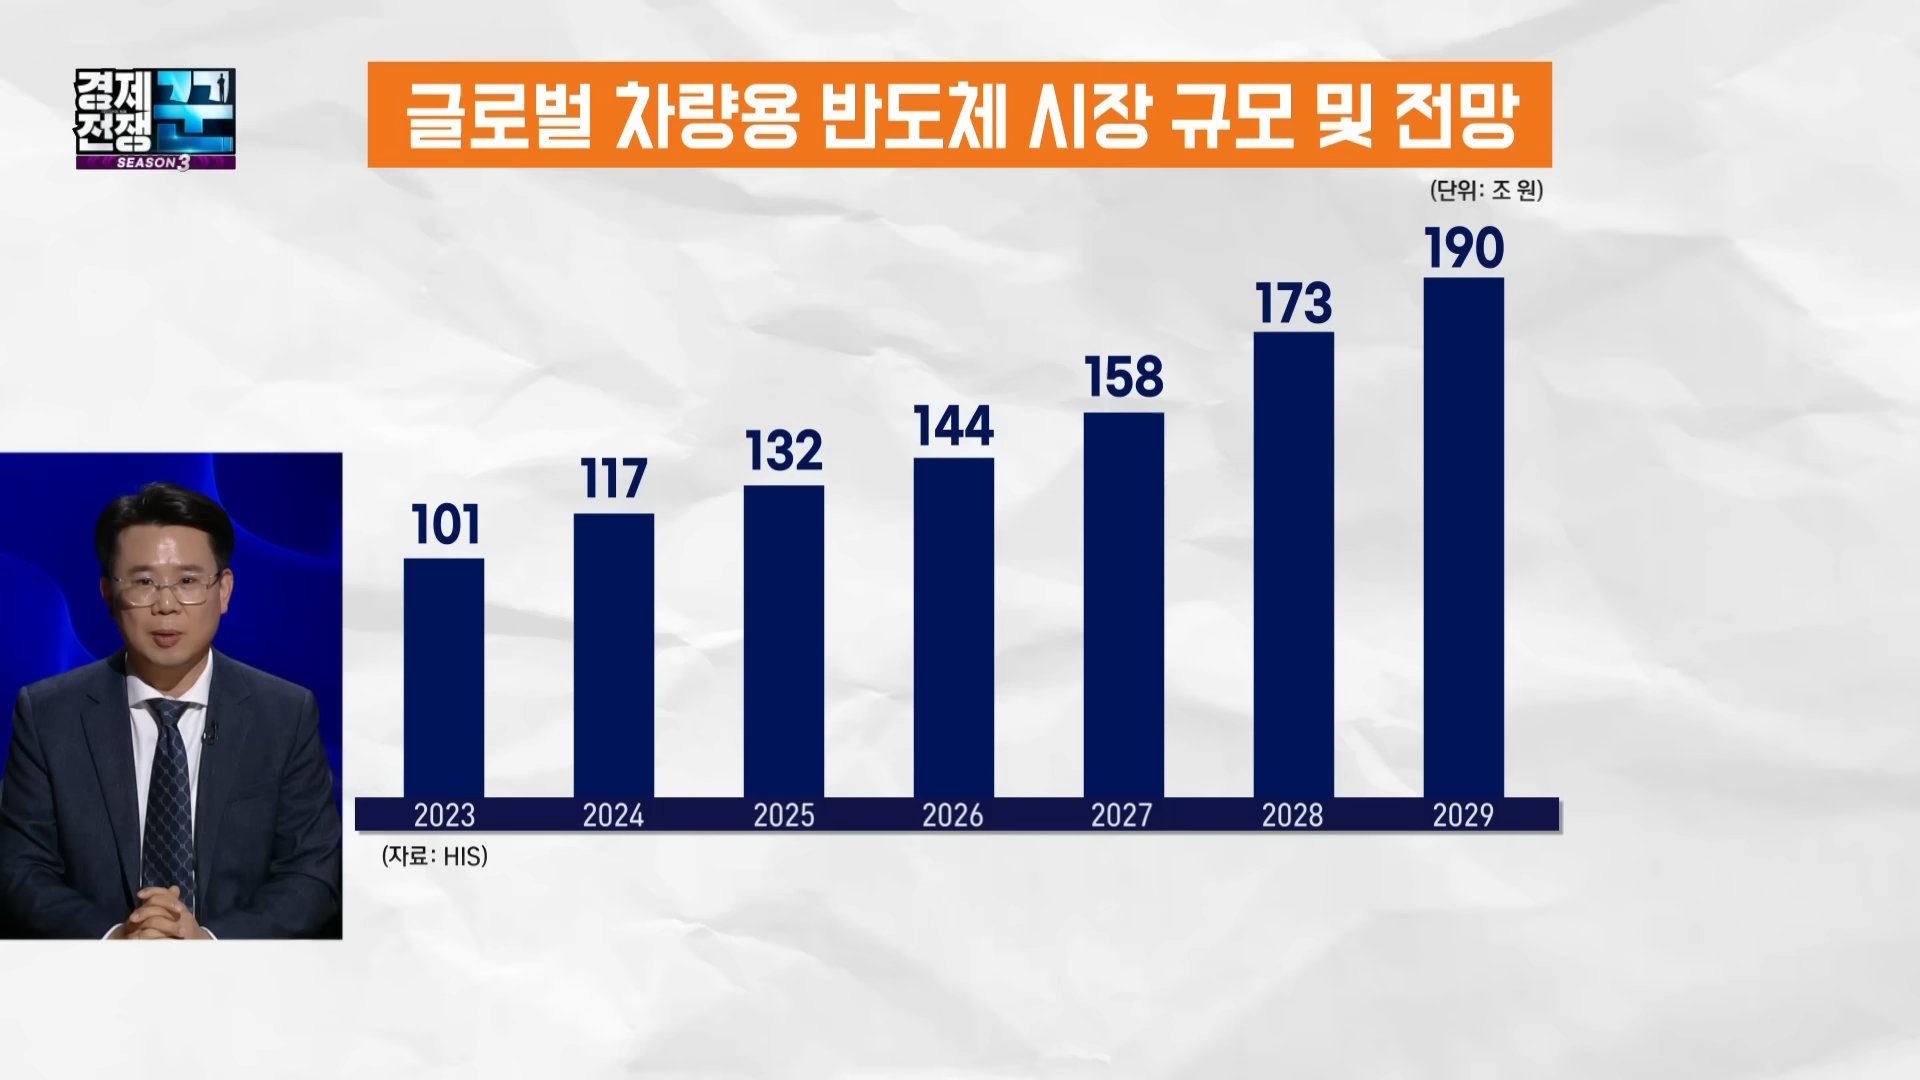 경제
전쟁 꾼
SEASON3
글로벌 차량용 반도체 시장 규모 및 전망
(단위: 조 원)
101 117 132 144 158 173 190
2023 2024 2025 2026 2027 2028 2029
(자료: HIS)